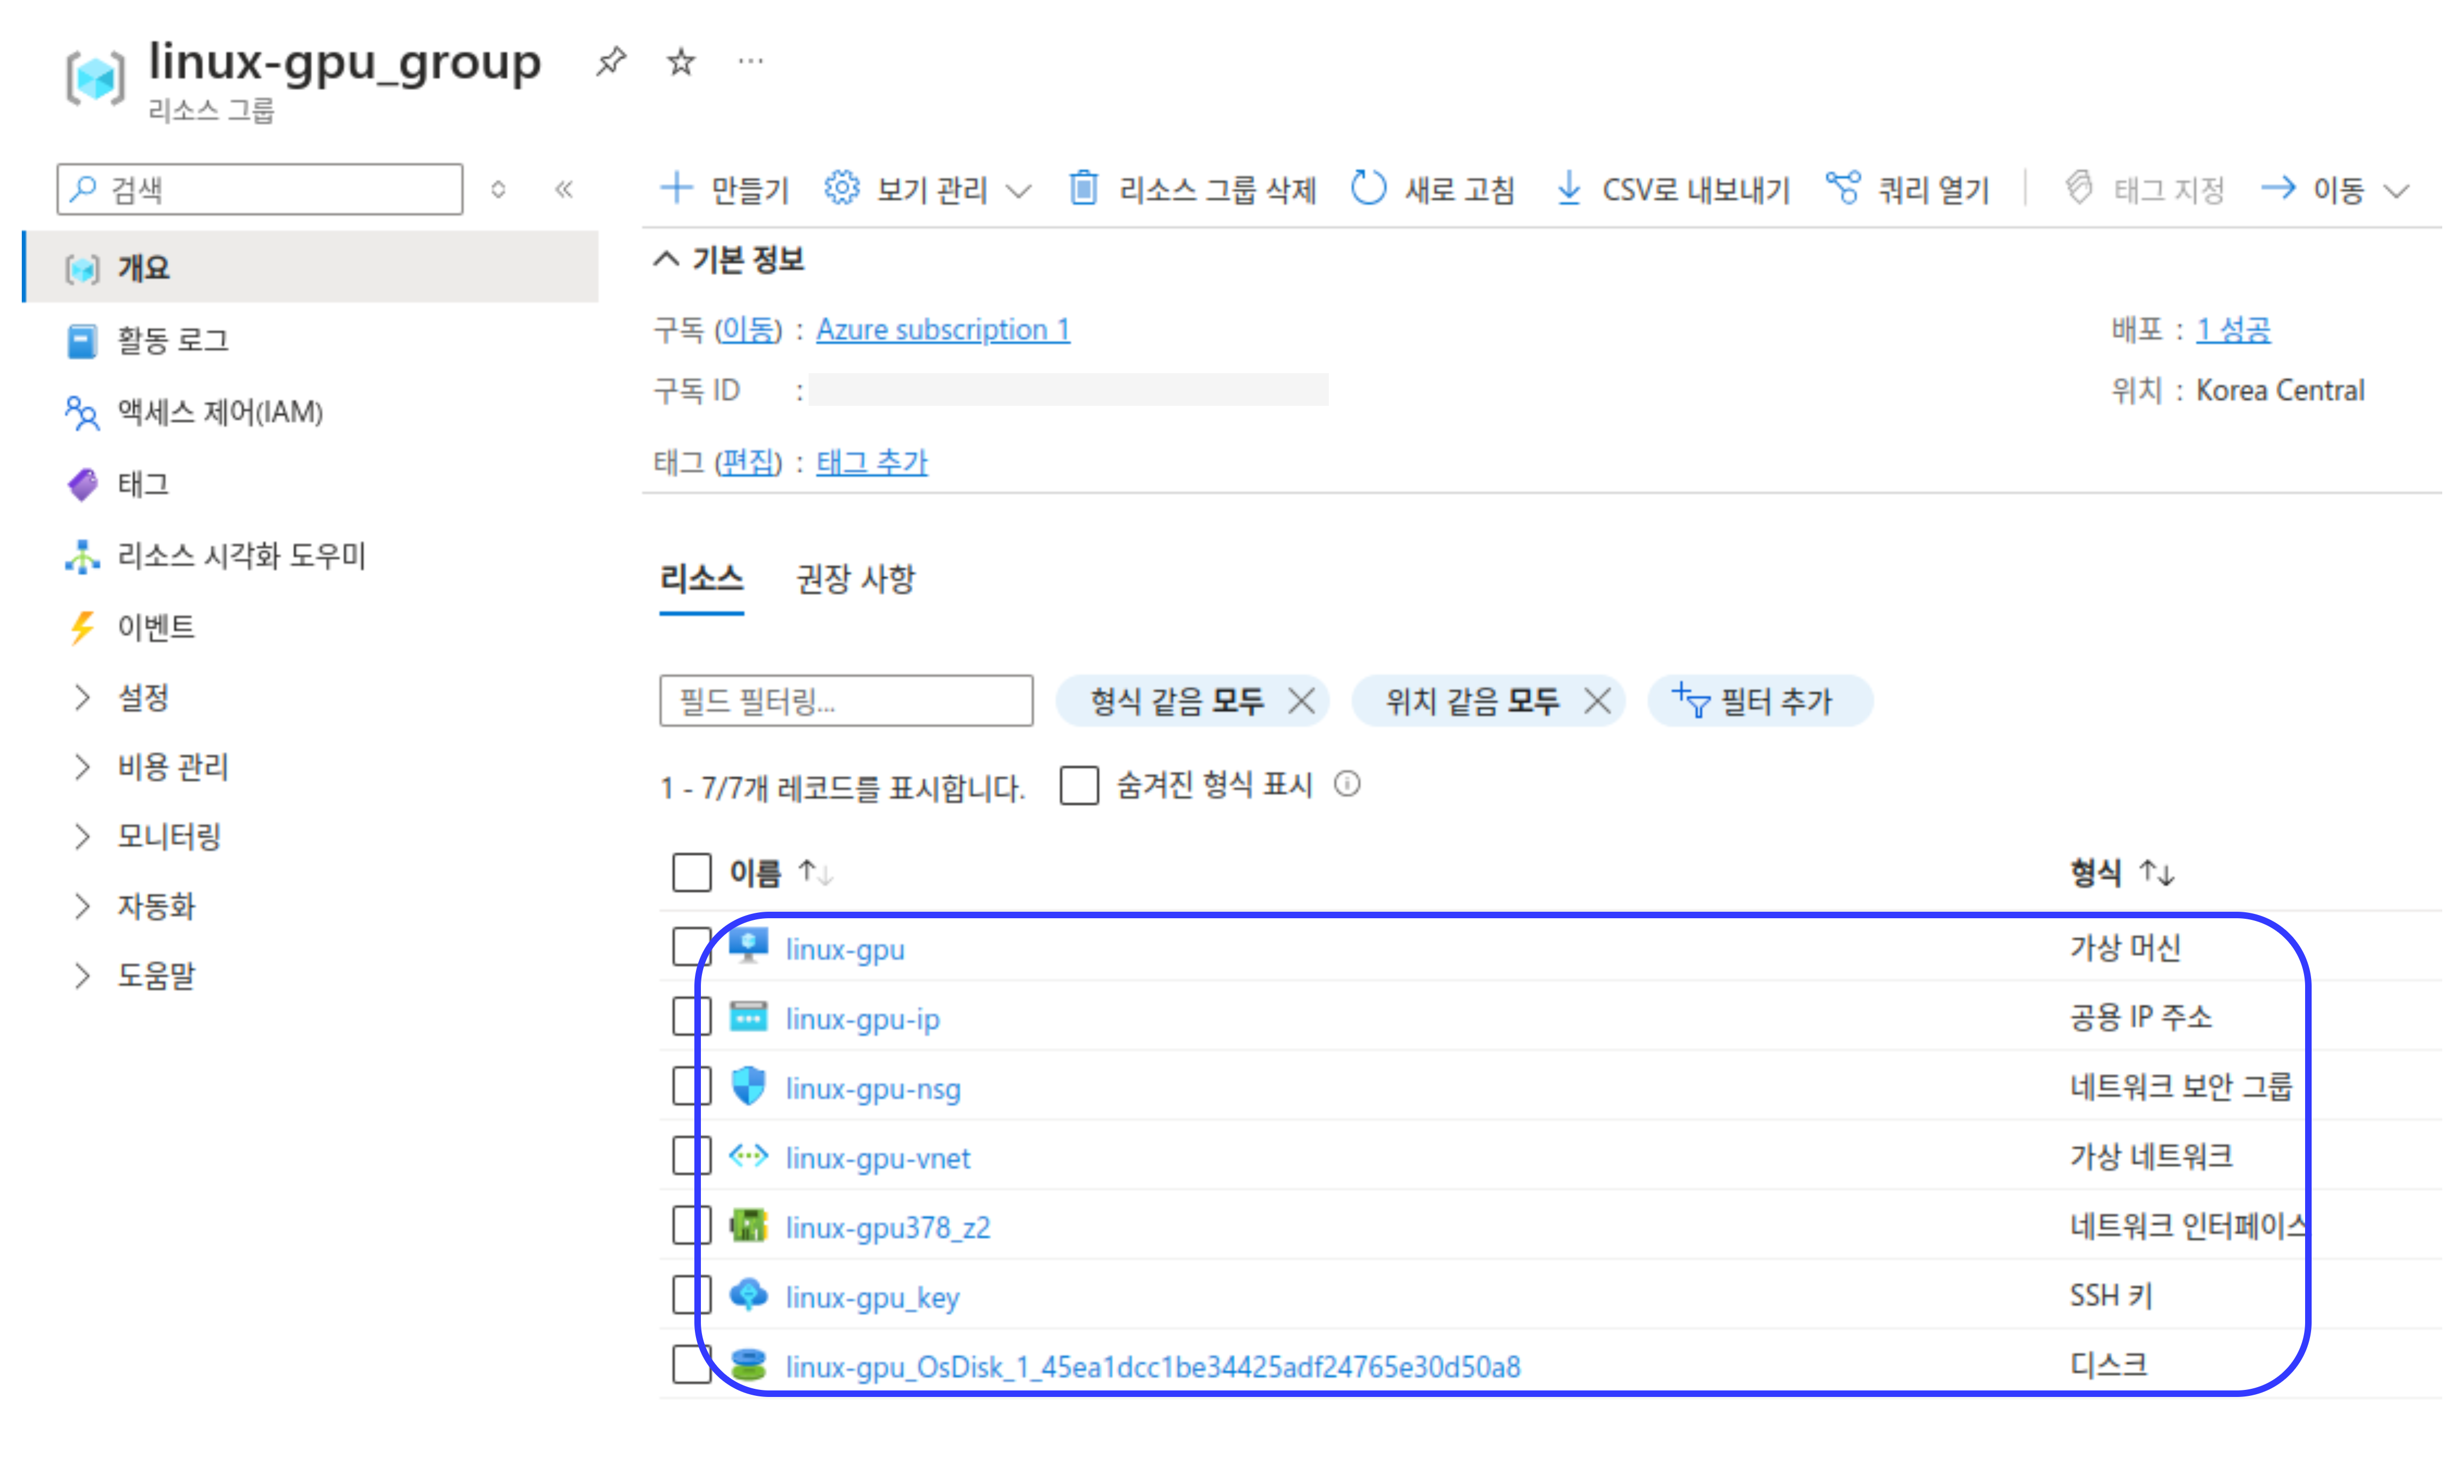 linux-gpu_group
리소스 그룹
검색
만들기 보기 관리 리소스 그룹 삭제 새로 고침 CSV로 내보내기 쿼리 열기 태그 지정 이동
개요
활동 로그
액세스 제어(IAM)
태그
리소스 시각화 도우미
이벤트
설정
비용 관리
모니터링
자동화
도움말
기본 정보
구독 (이동) : Azure subscription 1
배포 : 1 성공
구독 ID :
위치 : Korea Central
태그 (편집) : 태그 추가
리소스 권장 사항
필드 필터링... 형식 같음 모두 위치 같음 모두 필터 추가
1 - 7/7개 레코드를 표시합니다. 숨겨진 형식 표시
이름 형식
linux-gpu 가상 머신
linux-gpu-ip 공용 IP 주소
linux-gpu-nsg 네트워크 보안 그룹
linux-gpu-vnet 가상 네트워크
linux-gpu378_z2 네트워크 인터페이스
linux-gpu_key SSH 키
linux-gpu_OsDisk_1_45ea1dcc1be34425adf24765e30d50a8 디스크